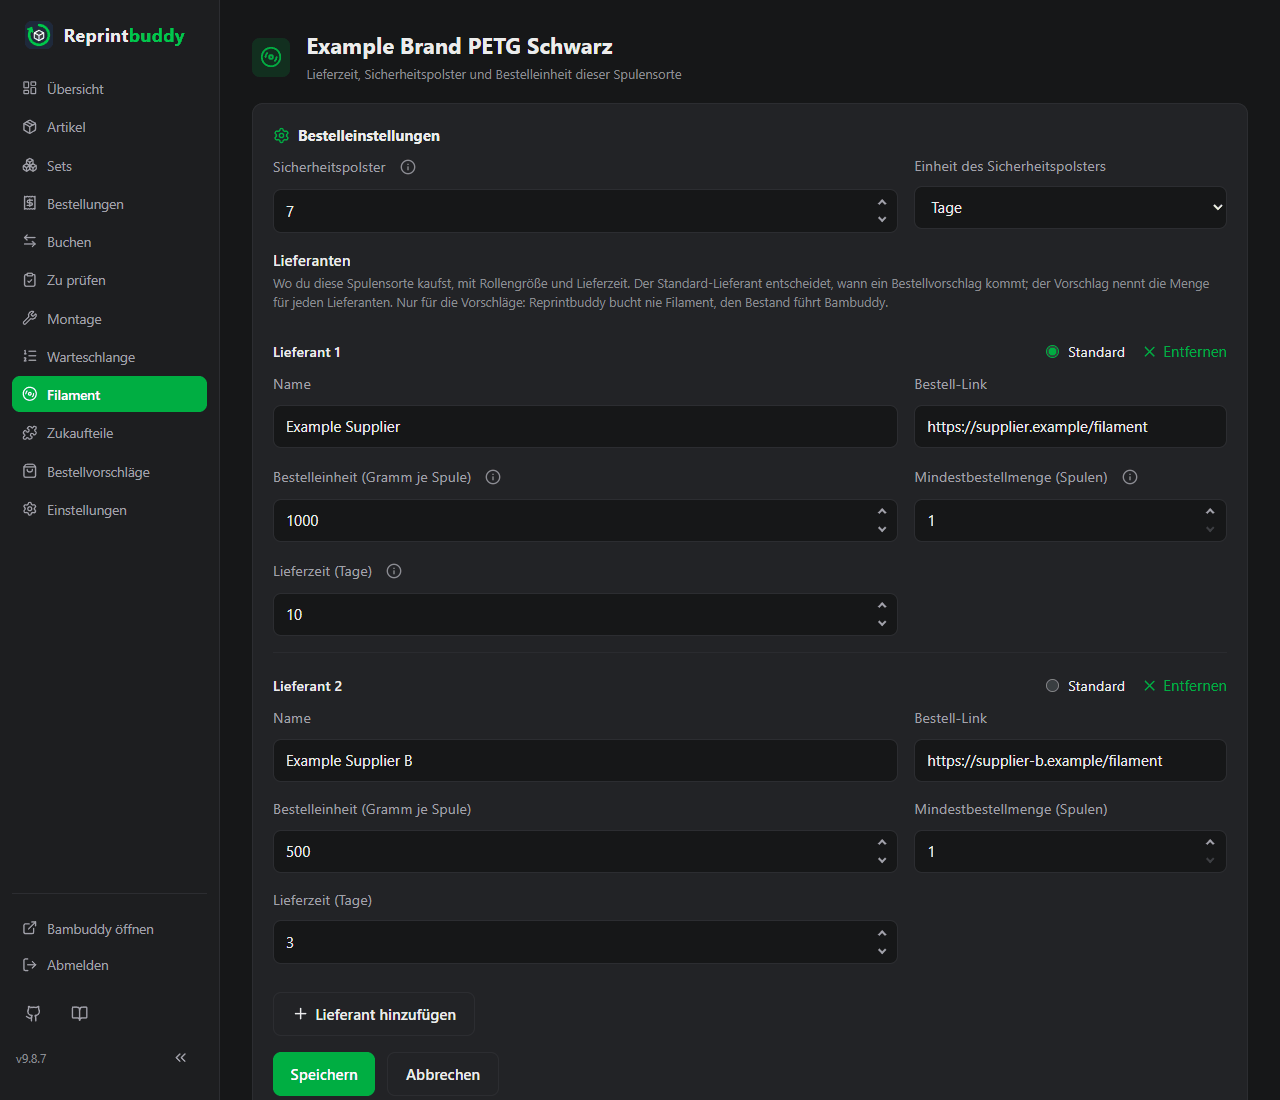 Reprintbuddy
Übersicht
Artikel
Sets
Bestellungen
Buchen
Zu prüfen
Montage
Warteschlange
Filament
Zukaufteile
Bestellvorschläge
Einstellungen
Bambuddy öffnen
Abmelden
v9.8.7
Example Brand PETG Schwarz
Lieferzeit, Sicherheitspolster und Bestelleinheit dieser Spulensorte
Bestelleinstellungen
Sicherheitspolster
Einheit des Sicherheitspolsters
7
Tage
Lieferanten
Wo du diese Spulensorte kaufst, mit Rollengröße und Lieferzeit. Der Standard-Lieferant entscheidet, wann ein Bestellvorschlag kommt; der Vorschlag nennt die Menge
für jeden Lieferanten. Nur für die Vorschläge: Reprintbuddy bucht nie Filament, den Bestand führt Bambuddy.
Lieferant 1
Standard
Entfernen
Name
Bestell-Link
Example Supplier
https://supplier.example/filament
Bestelleinheit (Gramm je Spule)
Mindestbestellmenge (Spulen)
1000
1
Lieferzeit (Tage)
10
Lieferant 2
Standard
Entfernen
Name
Bestell-Link
Example Supplier B
https://supplier-b.example/filament
Bestelleinheit (Gramm je Spule)
Mindestbestellmenge (Spulen)
500
1
Lieferzeit (Tage)
3
Lieferant hinzufügen
Speichern
Abbrechen